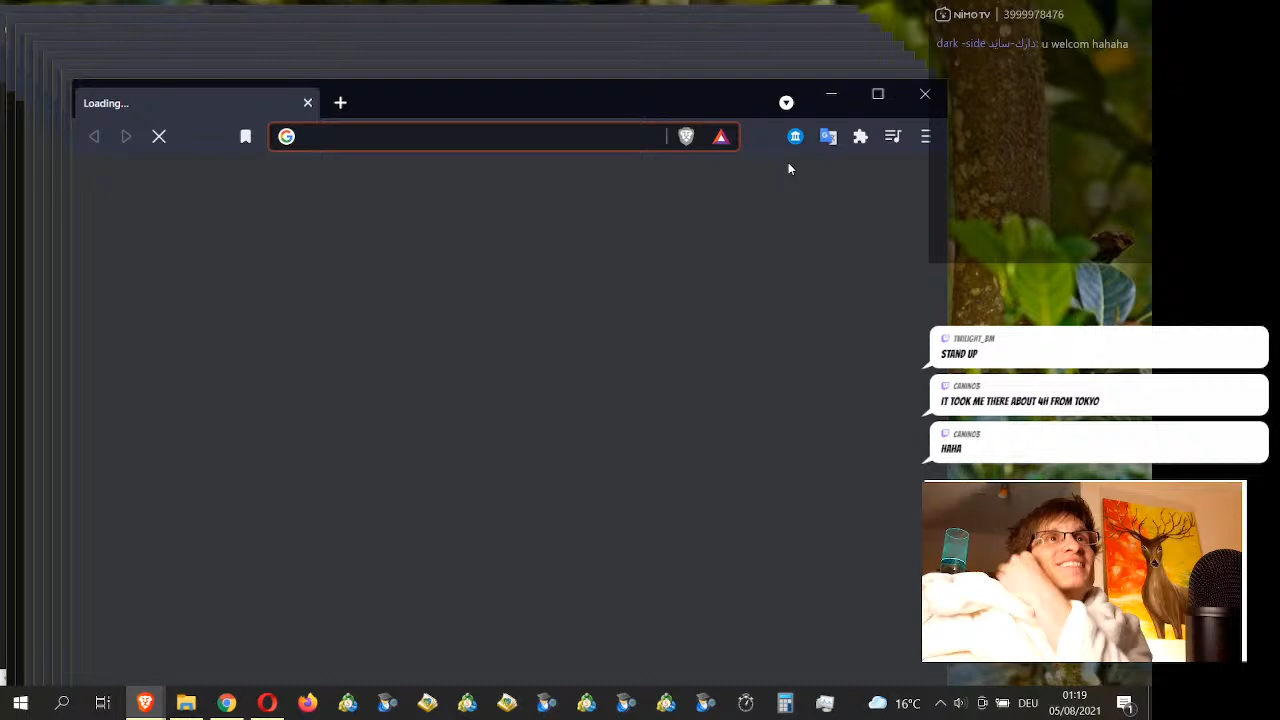 NIMO TV | 3999978476
dark -side دارك-سايد: u welcom hahaha
Loading...
TWILIGHT_BM
STAND UP
CANINO3
IT TOOK ME THERE ABOUT 4H FROM TOKYO
CANINO3
HAHA
16°C
DEU
01:19
05/08/2021